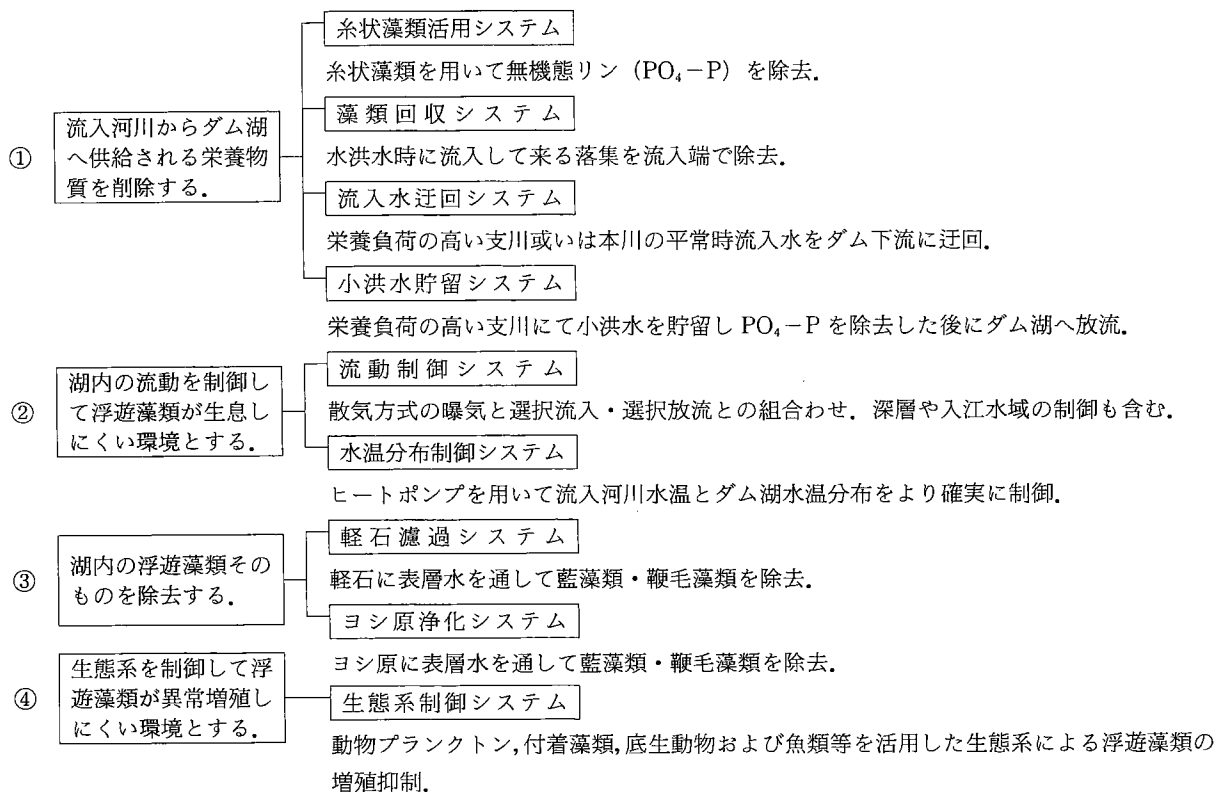 糸状藻類活用システム
糸状藻類を用いて無機態リン（PO₄−P）を除去．
藻類回収システム
① 流入河川からダム湖
へ供給される栄養物
質を削除する．
水洪水時に流入して来る落集を流入端で除去．
流入水迂回システム
栄養負荷の高い支川或いは本川の平常時流入水をダム下流に迂回．
小洪水貯留システム
栄養負荷の高い支川にて小洪水を貯留しPO₄−Pを除去した後にダム湖へ放流．
② 湖内の流動を制御し
て浮遊藻類が生息し
にくい環境とする．
流動制御システム
散気方式の曝気と選択流入・選択放流との組合わせ．深層や入江水域の制御も含む．
水温分布制御システム
ヒートポンプを用いて流入河川水温とダム湖水温分布をより確実に制御．
③ 湖内の浮遊藻類その
ものを除去する．
軽石濾過システム
軽石に表層水を通して藍藻類・鞭毛藻類を除去．
ヨシ原浄化システム
ヨシ原に表層水を通して藍藻類・鞭毛藻類を除去．
④ 生態系を制御して浮
遊藻類が異常増殖し
にくい環境とする．
生態系制御システム
動物プランクトン，付着藻類，底生動物および魚類等を活用した生態系による浮遊藻類の
増殖抑制．